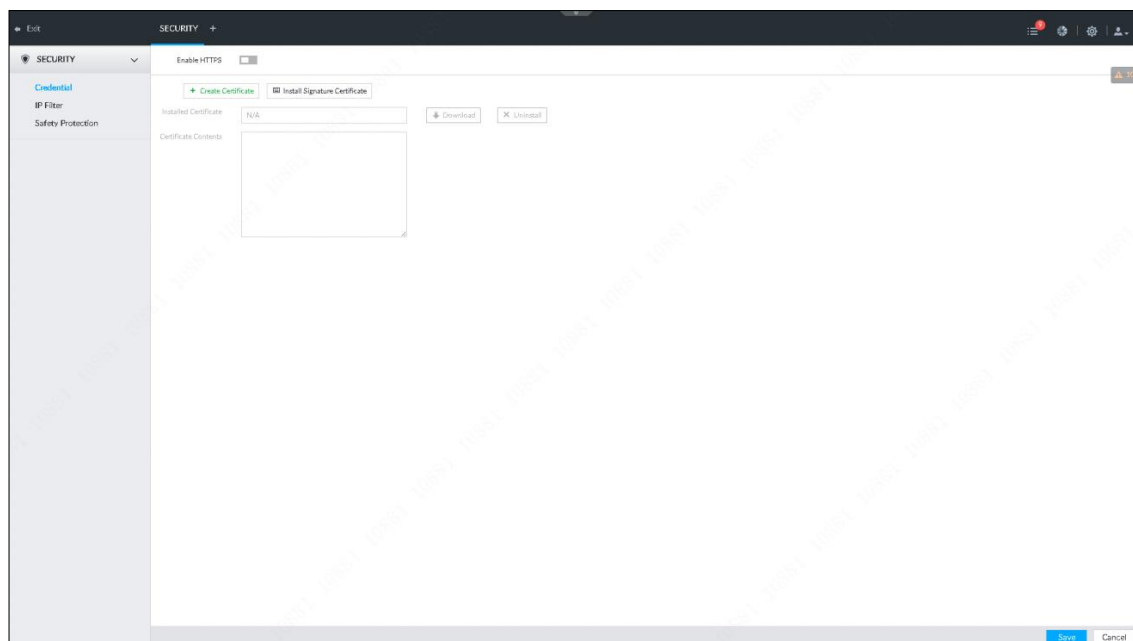 Exit
SECURITY +
9
SECURITY
Enable HTTPS
Credential
IP Filter
Safety Protection
+ Create Certificate
Install Signature Certificate
Installed Certificate
N/A
Download
Uninstall
Certificate Contents
Save
Cancel